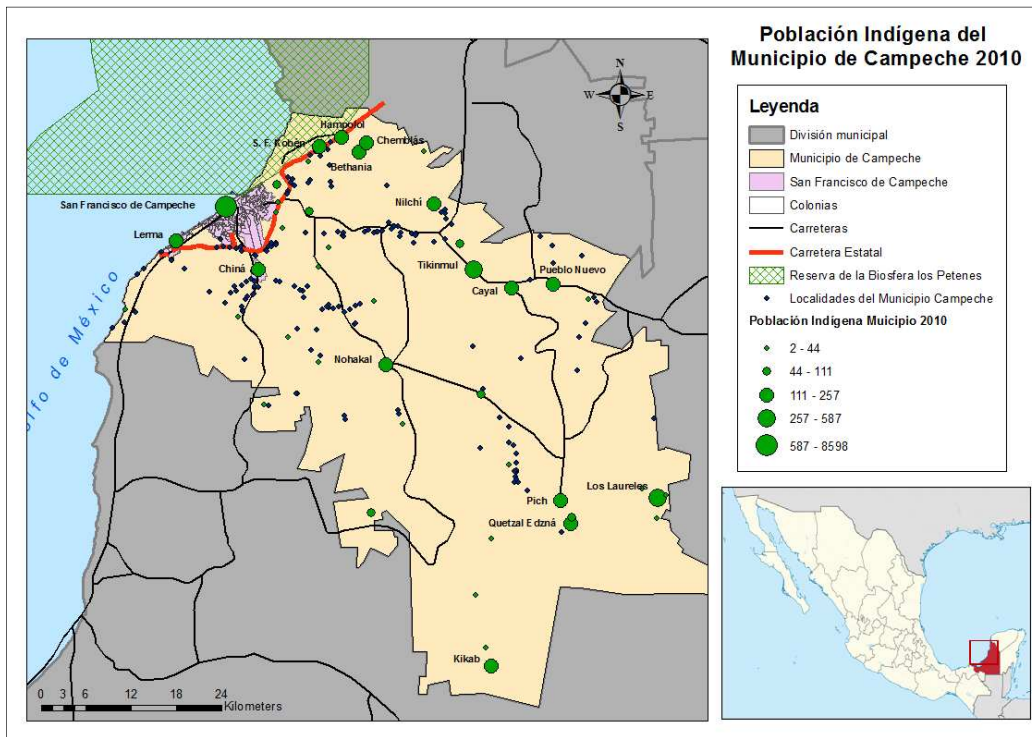 Población Indígena del
Municipio de Campeche 2010
Leyenda
División municipal
Municipio de Campeche
San Francisco de Campeche
Colonias
Carreteras
Carretera Estatal
Reserva de la Biosfera los Petenes
Localidades del Municipio Campeche
Población Indígena Muicipio 2010
2 - 44
44 - 111
111 - 257
257 - 587
587 - 8598
N
W
E
S
Hampolol
S. F. Kobén
Chemblás
Bethania
San Francisco de Campeche
Nilchí
Lerma
Chiná
Tikinmul
Pueblo Nuevo
Cayal
Nohakal
Los Laureles
Pich
Quetzal Edzná
Kikab
olfo de México
0 3 6 12 18 24
Kilometers